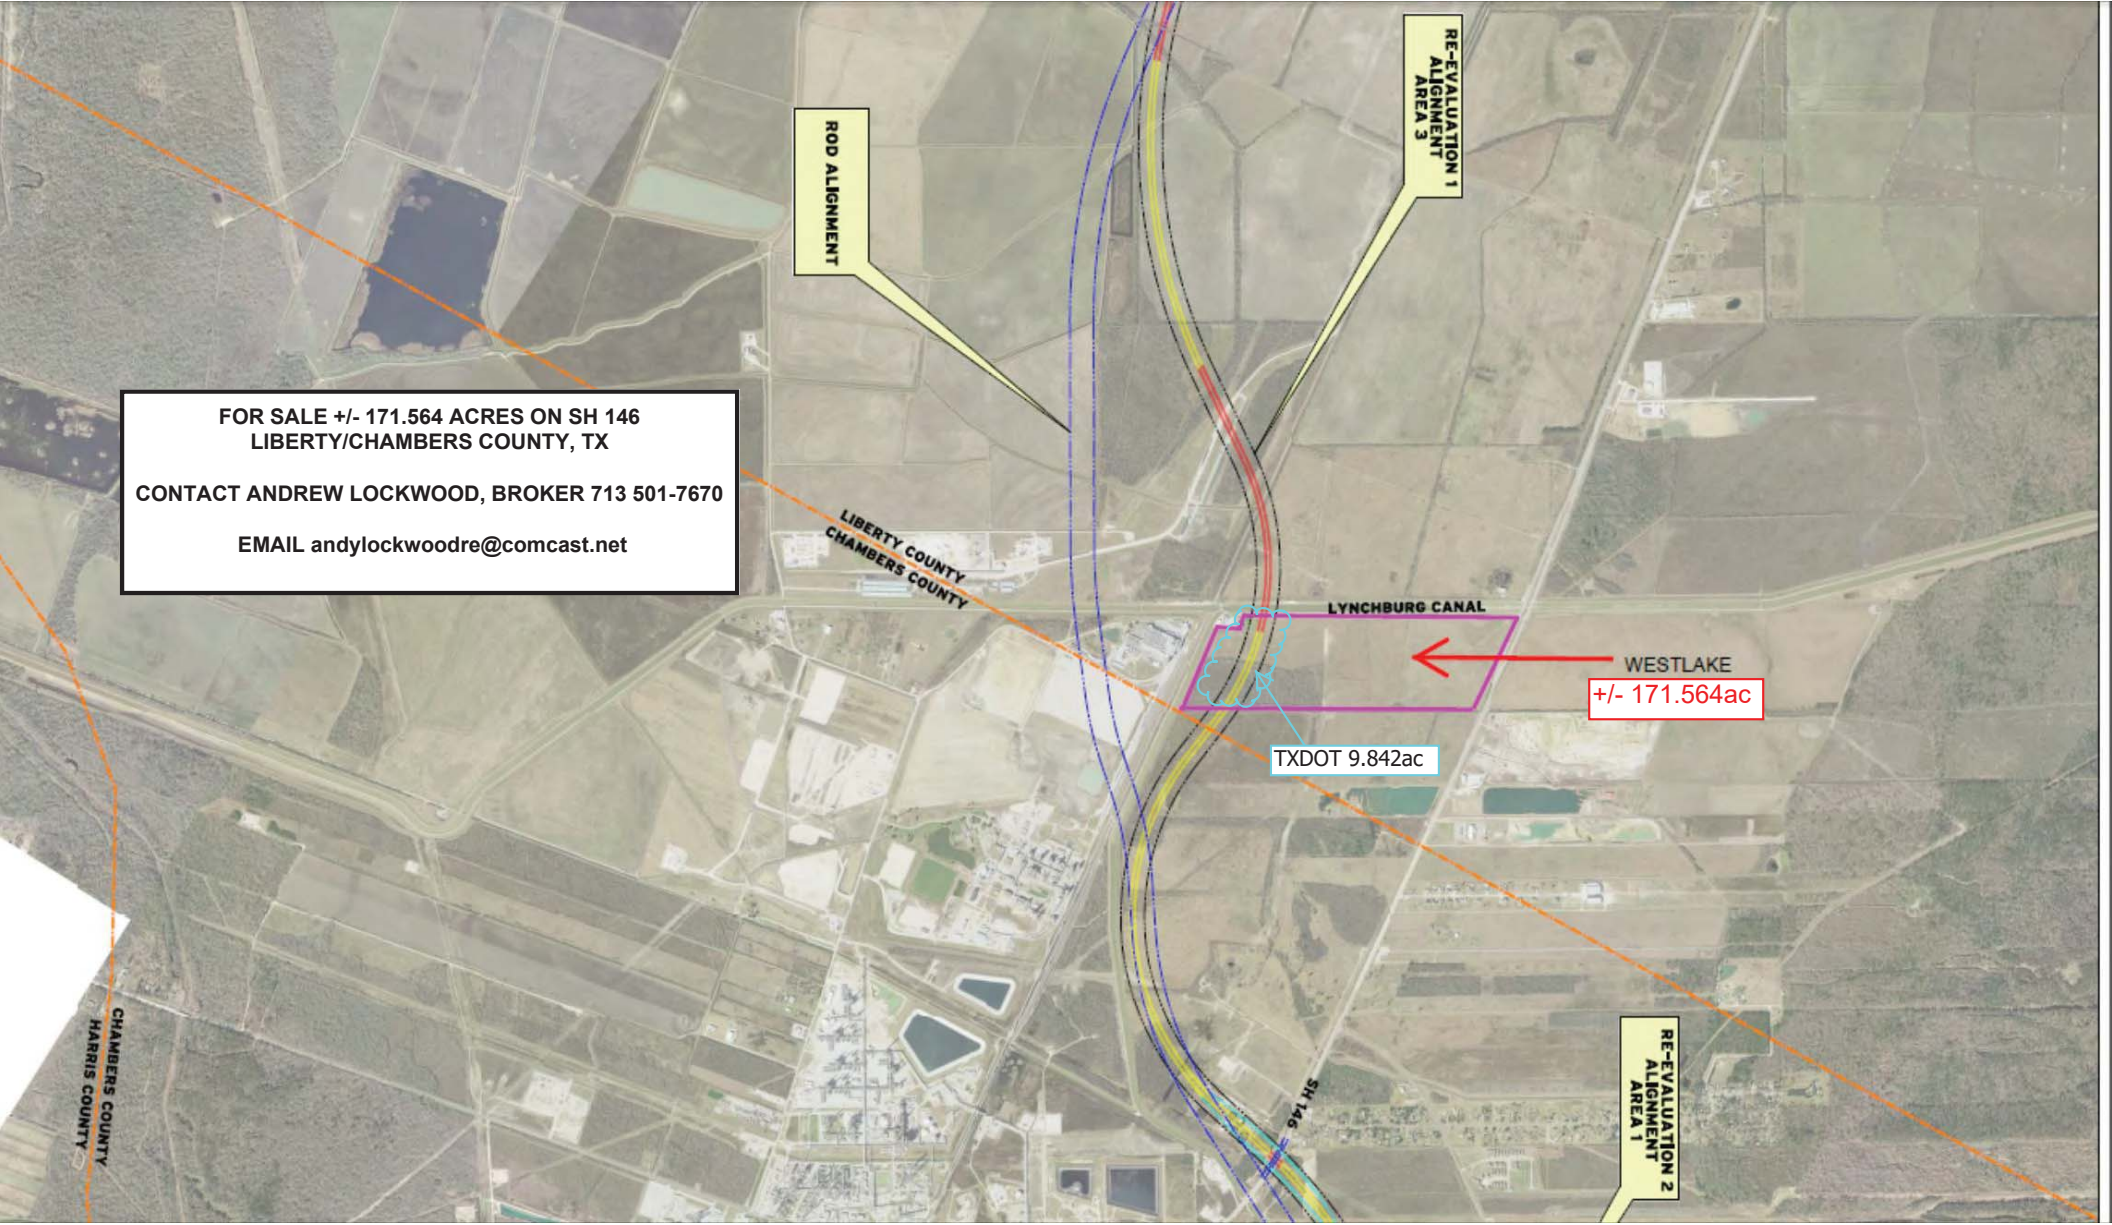 RE-EVALUATION 1
ALIGNMENT
AREA 3
ROD ALIGNMENT
FOR SALE +/- 171.564 ACRES ON SH 146
LIBERTY/CHAMBERS COUNTY, TX
CONTACT ANDREW LOCKWOOD, BROKER 713 501-7670
EMAIL andylockwoodre@comcast.net
LIBERTY COUNTY
CHAMBERS COUNTY
LYNCHBURG CANAL
WESTLAKE
+/- 171.564ac
TXDOT 9.842ac
CHAMBERS COUNTY
HARRIS COUNTY
SH 146
RE-EVALUATION 2
ALIGNMENT
AREA 1